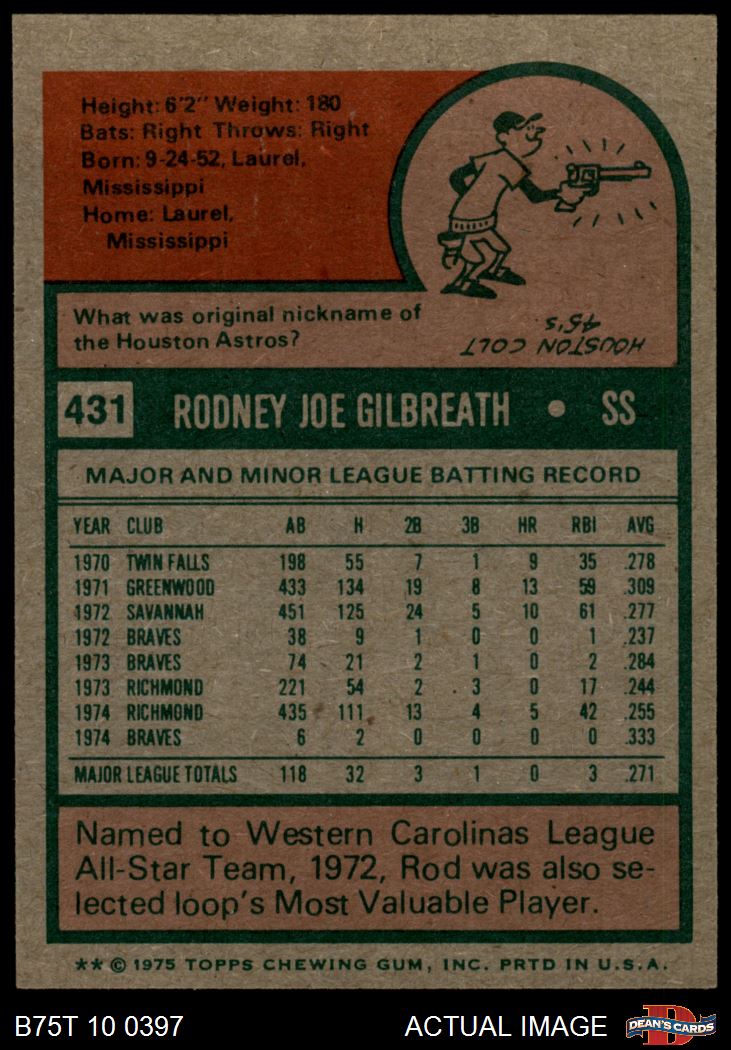 Height: 6'2" Weight: 180
Bats: Right Throws: Right
Born: 9-24-52, Laurel,
Mississippi
Home: Laurel,
Mississippi
What was original nickname of
the Houston Astros?
HOUSTON COLT
45's.
431 RODNEY JOE GILBREATH • SS
MAJOR AND MINOR LEAGUE BATTING RECORD
YEAR CLUB AB H 2B 3B HR RBI AVG
1970 TWIN FALLS 198 55 7 1 9 35 .278
1971 GREENWOOD 433 134 19 8 13 59 .309
1972 SAVANNAH 451 125 24 5 10 61 .277
1972 BRAVES 38 9 1 0 0 1 .237
1973 BRAVES 74 21 2 1 0 2 .284
1973 RICHMOND 221 54 2 3 0 17 .244
1974 RICHMOND 435 111 13 4 5 42 .255
1974 BRAVES 6 2 0 0 0 0 .333
MAJOR LEAGUE TOTALS 118 32 3 1 0 3 .271
Named to Western Carolinas League
All-Star Team, 1972, Rod was also se-
lected loop's Most Valuable Player.
** © 1975 TOPPS CHEWING GUM, INC. PRTD IN U.S.A.
B75T 10 0397 ACTUAL IMAGE
D
DEAN'S CARDS